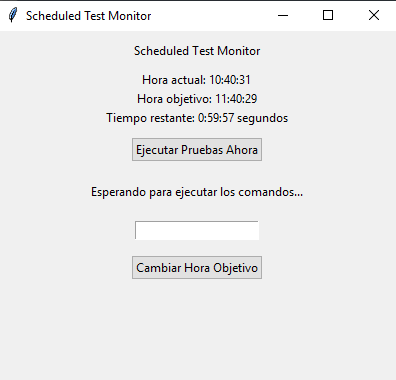 Scheduled Test Monitor
Scheduled Test Monitor
Hora actual: 10:40:31
Hora objetivo: 11:40:29
Tiempo restante: 0:59:57 segundos
Ejecutar Pruebas Ahora
Esperando para ejecutar los comandos...
Cambiar Hora Objetivo